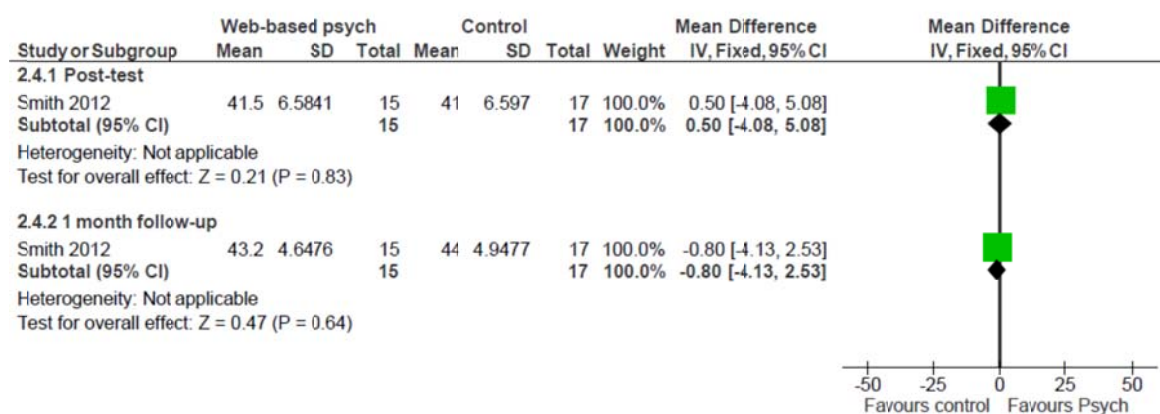 Web-based psych Control Mean Difference Mean Difference
Study or Subgroup Mean SD Total Mean SD Total Weight IV, Fixed, 95% CI IV, Fixed, 95% CI
2.4.1 Post-test
Smith 2012 41.5 6.5841 15 41 6.597 17 100.0% 0.50 [-4.08, 5.08]
Subtotal (95% CI) 15 17 100.0% 0.50 [-4.08, 5.08]
Heterogeneity: Not applicable
Test for overall effect: Z = 0.21 (P = 0.83)
2.4.2 1 month follow-up
Smith 2012 43.2 4.6476 15 44 4.9477 17 100.0% -0.80 [-4.13, 2.53]
Subtotal (95% CI) 15 17 100.0% -0.80 [-4.13, 2.53]
Heterogeneity: Not applicable
Test for overall effect: Z = 0.47 (P = 0.64)
-50 -25 0 25 50
Favours control Favours Psych